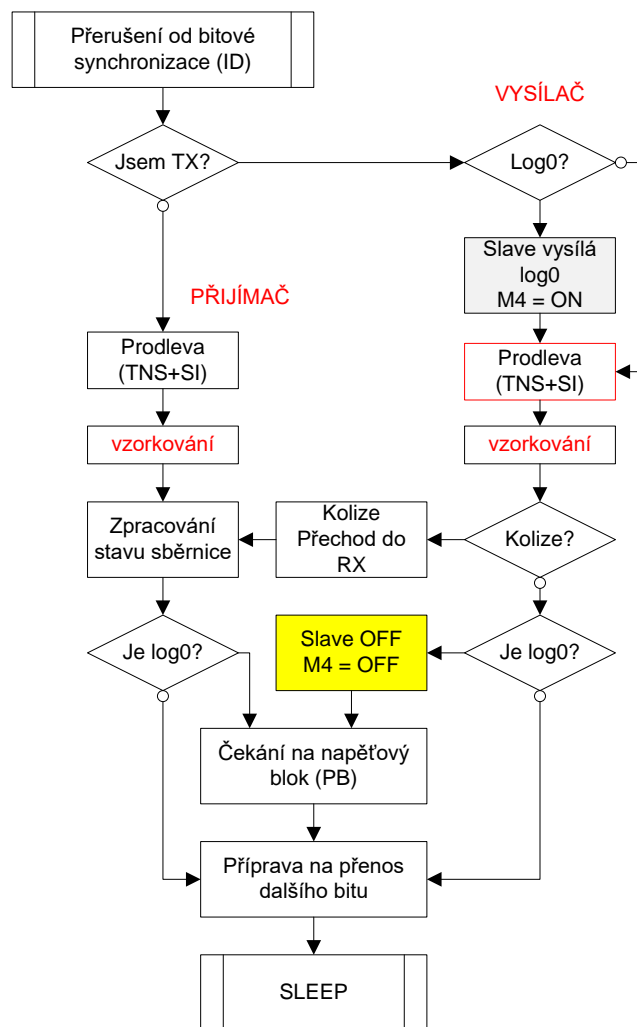 Přerušení od bitové
synchronizace (ID)
VYSÍLAČ
Jsem TX?
Log0?
Slave vysílá
log0
M4 = ON
PŘIJÍMAČ
Prodleva
(TNS+SI)
Prodleva
(TNS+SI)
vzorkování
vzorkování
Zpracování
stavu sběrnice
Kolize
Přechod do
RX
Kolize?
Je log0?
Slave OFF
M4 = OFF
Je log0?
Čekání na napěťový
blok (PB)
Příprava na přenos
dalšího bitu
SLEEP